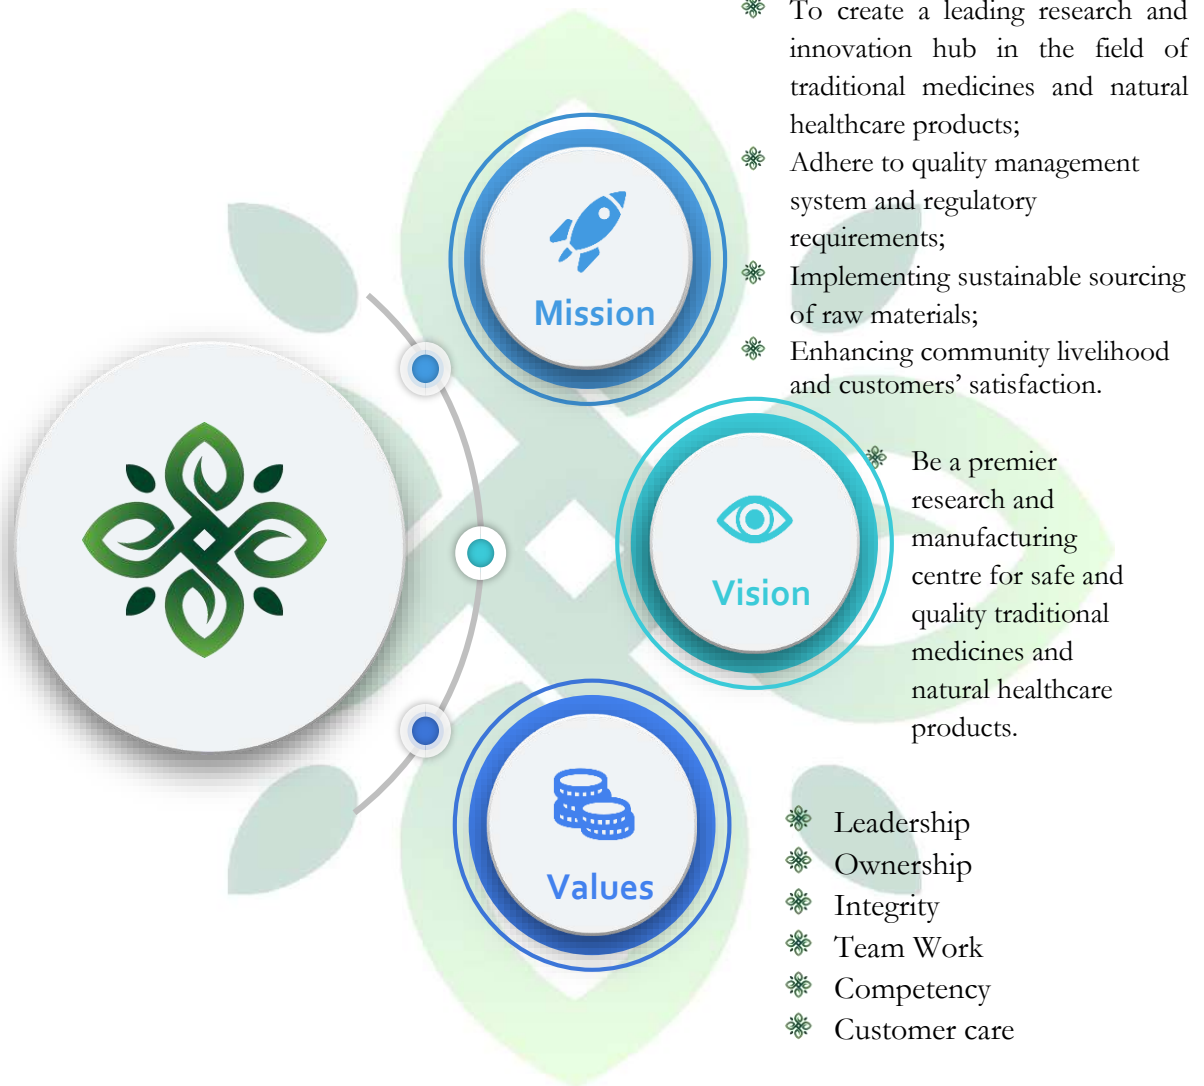 To create a leading research and
innovation hub in the field of
traditional medicines and natural
healthcare products;
Adhere to quality management
system and regulatory
requirements;
Implementing sustainable sourcing
of raw materials;
Enhancing community livelihood
and customers’ satisfaction.
Mission
Be a premier
research and
manufacturing
centre for safe and
quality traditional
medicines and
natural healthcare
products.
Vision
Leadership
Ownership
Integrity
Team Work
Competency
Customer care
Values